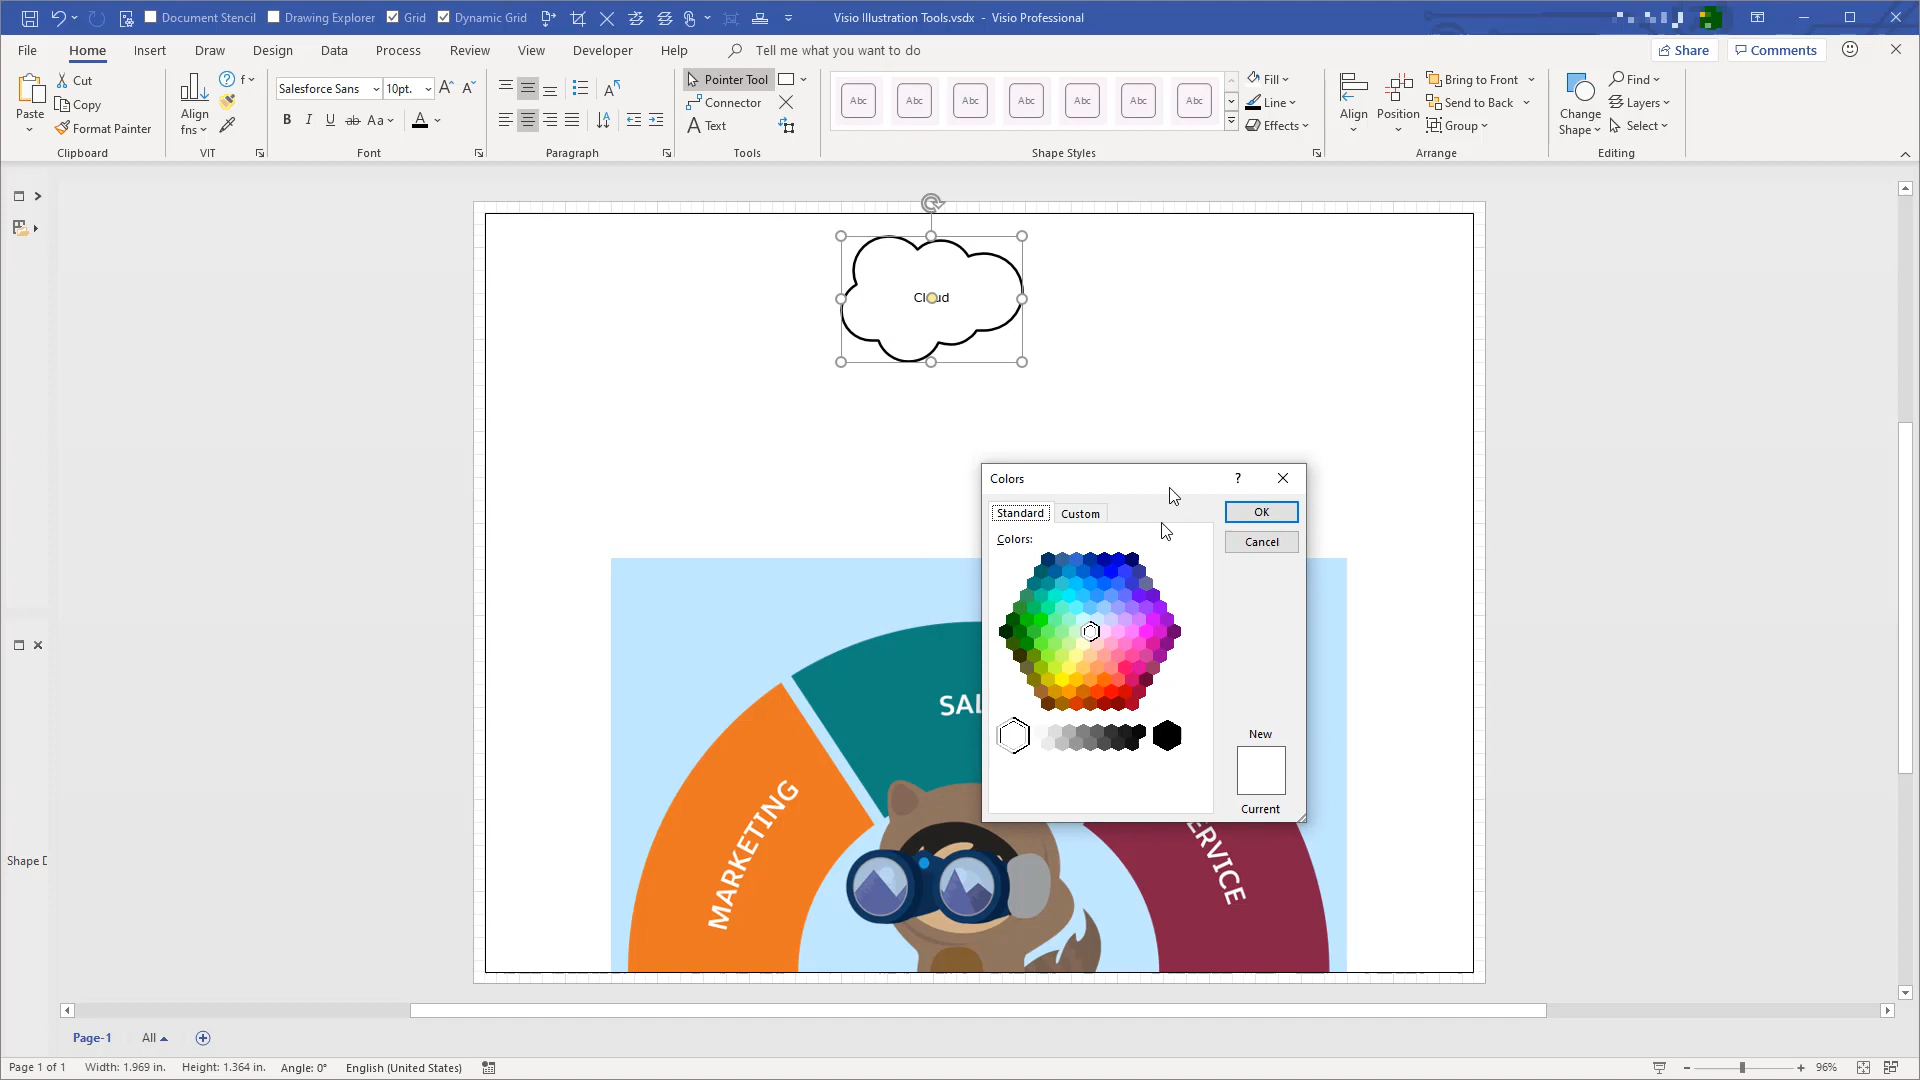 Document Stencil Drawing Explorer Grid Dynamic Grid Visio Illustration Tools.vsdx - Visio Professional
File Home Insert Draw Design Data Process Review View Developer Help Tell me what you want to do Share Comments
Paste Cut Copy Format Painter
Clipboard
Align fns
VIT
Salesforce Sans 10pt.
B I U ab Aa A
Font
Paragraph
Pointer Tool
Connector
Text
Tools
Abc Abc Abc Abc Abc Abc Abc
Fill
Line
Effects
Shape Styles
Align Position
Bring to Front
Send to Back
Group
Arrange
Change Shape
Find
Layers
Select
Editing
Cl ud
Colors ?
Standard Custom
OK
Cancel
Colors:
New
Current
SAL
MARKETING
ERVICE
Shape D
Page-1 All
Page 1 of 1 Width: 1.969 in. Height: 1.364 in. Angle: 0° English (United States) 96%